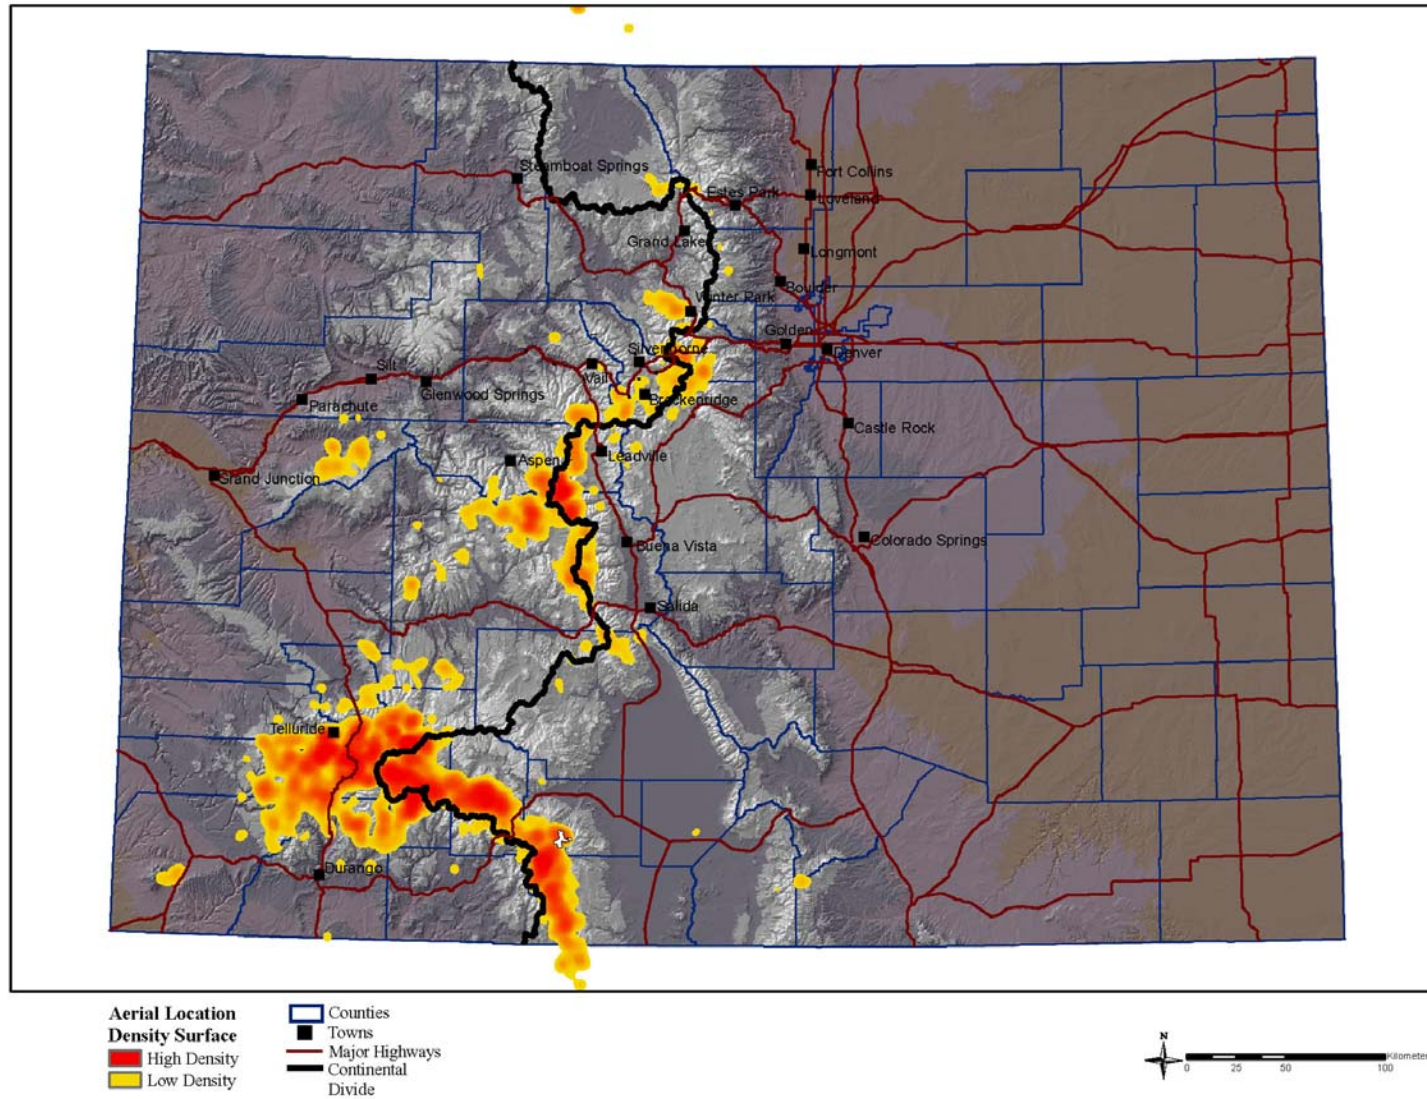 Steamboat Springs
Fort Collins
Estes Park
Loveland
Grand Lake
Longmont
Boulder
Winter Park
Golden
Denver
Silverthorne
Vail
Silt
Glenwood Springs
Breckenridge
Parachute
Castle Rock
Leadville
Aspen
Grand Junction
Colorado Springs
Buena Vista
Salida
Telluride
Durango
Aerial Location
Density Surface
High Density
Low Density
Counties
Towns
Major Highways
Continental
Divide
N
Kilometer
0 25 50 100